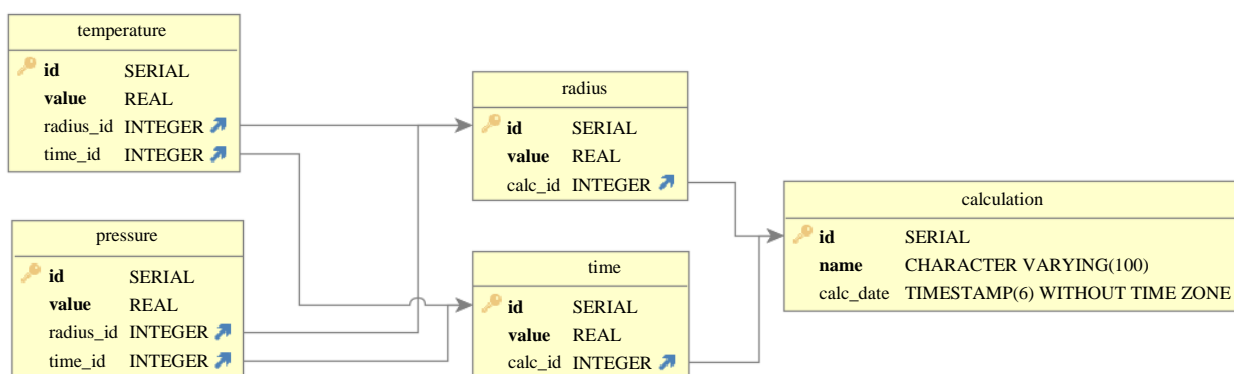 temperature
id SERIAL
value REAL
radius_id INTEGER
time_id INTEGER
pressure
id SERIAL
value REAL
radius_id INTEGER
time_id INTEGER
radius
id SERIAL
value REAL
calc_id INTEGER
time
id SERIAL
value REAL
calc_id INTEGER
calculation
id SERIAL
name CHARACTER VARYING(100)
calc_date TIMESTAMP(6) WITHOUT TIME ZONE